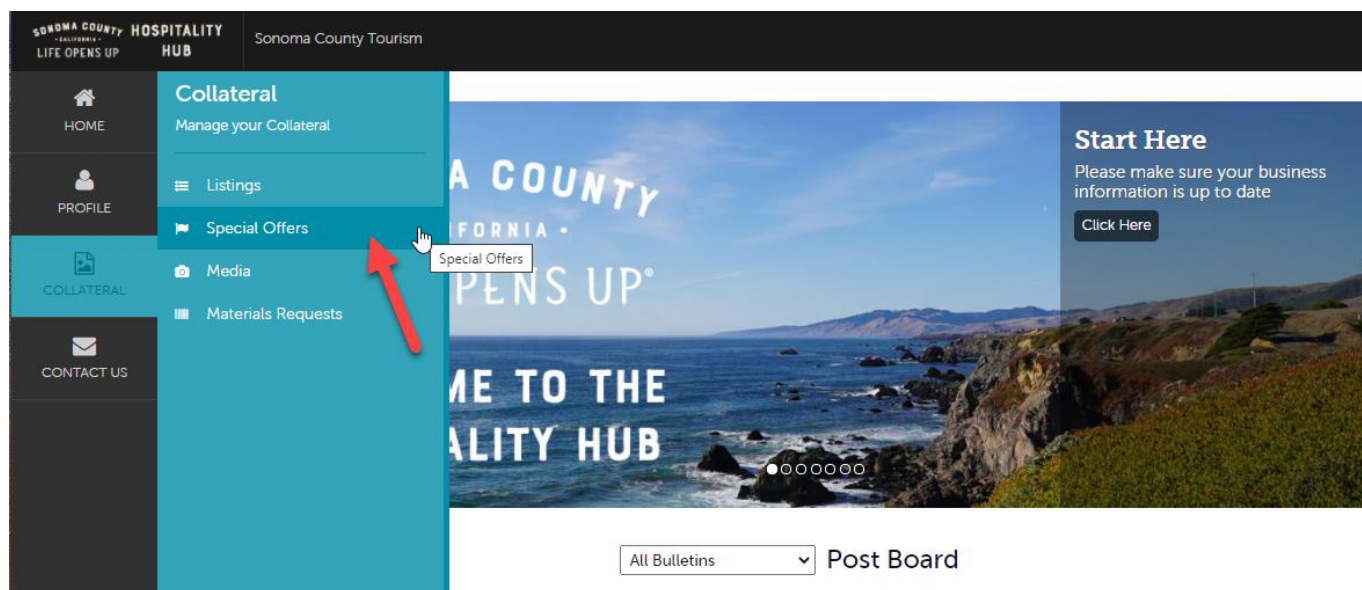 SONOMA COUNTY
- CALIFORNIA -
LIFE OPENS UP
HOSPITALITY
HUB
Sonoma County Tourism
HOME
PROFILE
COLLATERAL
CONTACT US
Collateral
Manage your Collateral
Listings
Special Offers
Media
Materials Requests
Special Offers
A COUNTY
IFORNIA •
PENS UP®
ME TO THE
ALITY HUB
Start Here
Please make sure your business
information is up to date
Click Here
All Bulletins
Post Board